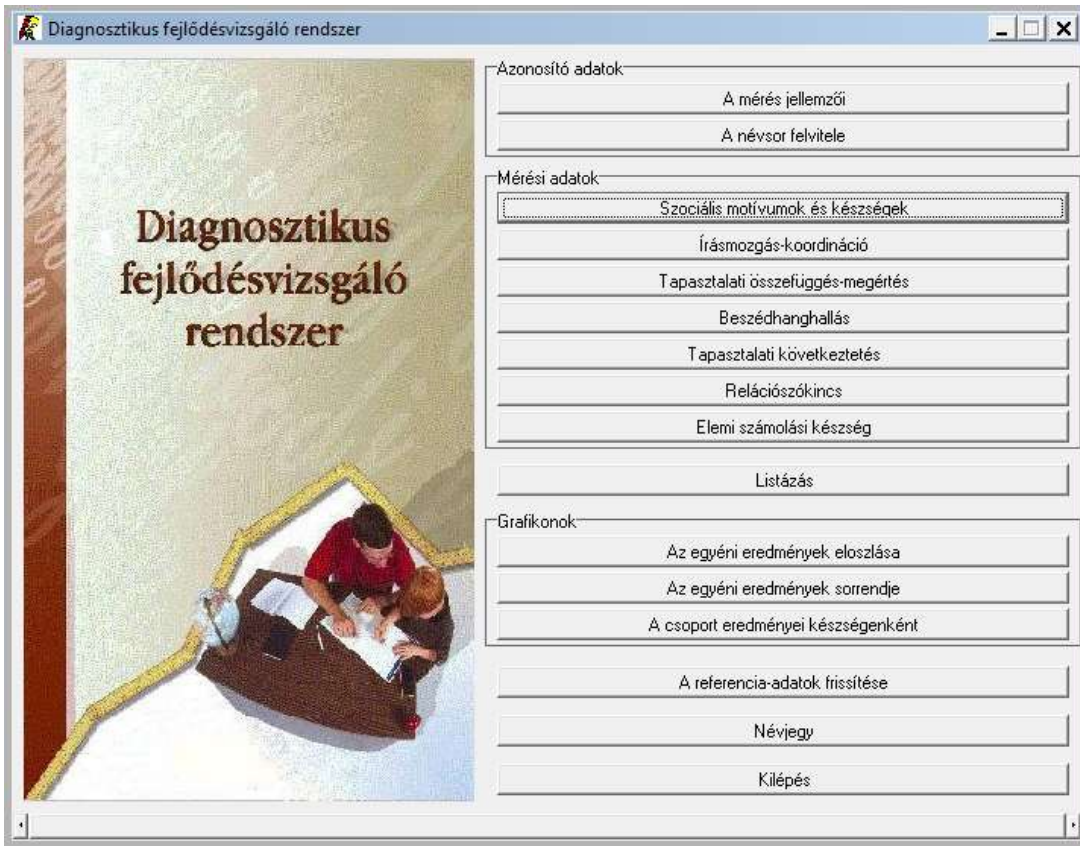 Diagnosztikus fejlődésvizsgáló rendszer
Diagnosztikus
fejlődésvizsgáló
rendszer
Azonosító adatok
A mérés jellemzői
A névsor felvitele
Mérési adatok
Szociális motívumok és készségek
Írásmozgás-koordináció
Tapasztalati összefüggés-megértés
Beszédhanghallás
Tapasztalati következtetés
Relációszókincs
Elemi számolási készség
Listázás
Grafikonok
Az egyéni eredmények eloszlása
Az egyéni eredmények sorrendje
A csoport eredményei készségenként
A referencia-adatok frissítése
Névjegy
Kilépés